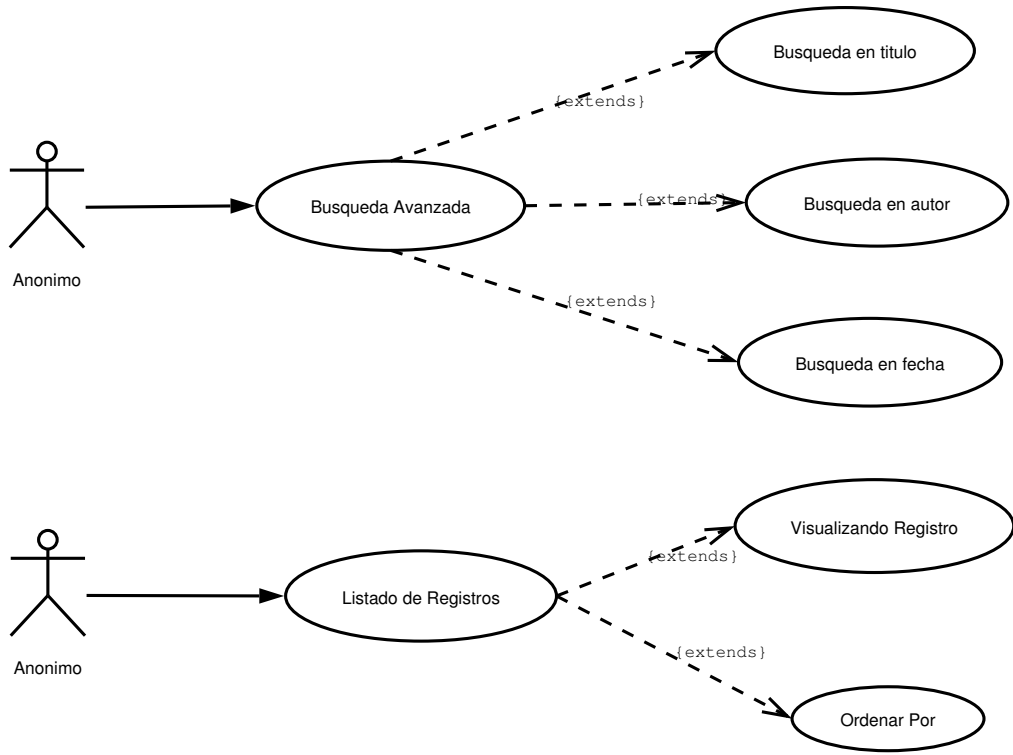 Busqueda en titulo
{extends}
Busqueda Avanzada
{extends}
Busqueda en autor
Anonimo
{extends}
Busqueda en fecha
Visualizando Registro
{extends}
Listado de Registros
Anonimo
{extends}
Ordenar Por